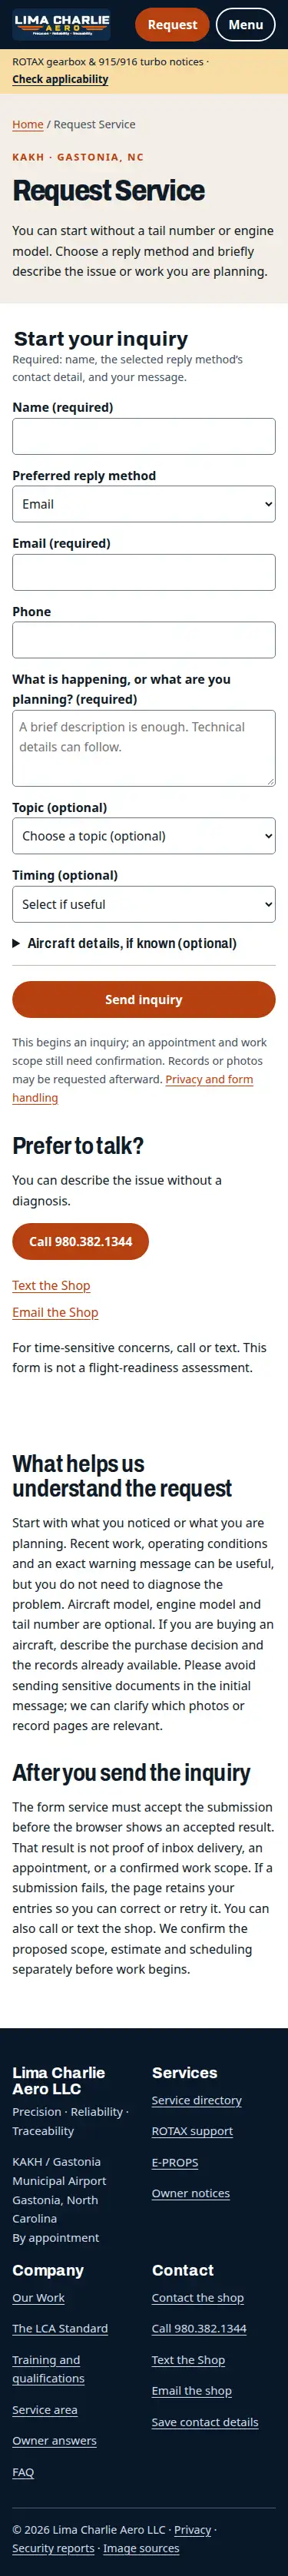 LIMA CHARLIE
AERO
Precision · Reliability · Traceability
Request
Menu
ROTAX gearbox & 915/916 turbo notices ·
Check applicability
Home / Request Service
KAKH · GASTONIA, NC
Request Service
You can start without a tail number or engine
model. Choose a reply method and briefly
describe the issue or work you are planning.
Start your inquiry
Required: name, the selected reply method's
contact detail, and your message.
Name (required)
Preferred reply method
Email
Email (required)
Phone
What is happening, or what are you
planning? (required)
A brief description is enough. Technical
details can follow.
Topic (optional)
Choose a topic (optional)
Timing (optional)
Select if useful
Aircraft details, if known (optional)
Send inquiry
This begins an inquiry; an appointment and work
scope still need confirmation. Records or photos
may be requested afterward. Privacy and form
handling
Prefer to talk?
You can describe the issue without a
diagnosis.
Call 980.382.1344
Text the Shop
Email the Shop
For time-sensitive concerns, call or text. This
form is not a flight-readiness assessment.
What helps us
understand the request
Start with what you noticed or what you are
planning. Recent work, operating conditions
and an exact warning message can be useful,
but you do not need to diagnose the
problem. Aircraft model, engine model and
tail number are optional. If you are buying an
aircraft, describe the purchase decision and
the records already available. Please avoid
sending sensitive documents in the initial
message; we can clarify which photos or
record pages are relevant.
After you send the inquiry
The form service must accept the submission
before the browser shows an accepted result.
That result is not proof of inbox delivery, an
appointment, or a confirmed work scope. If a
submission fails, the page retains your
entries so you can correct or retry it. You can
also call or text the shop. We confirm the
proposed scope, estimate and scheduling
separately before work begins.
Lima Charlie
Aero LLC
Precision · Reliability ·
Traceability
KAKH / Gastonia
Municipal Airport
Gastonia, North
Carolina
By appointment
Services
Service directory
ROTAX support
E-PROPS
Owner notices
Company
Our Work
The LCA Standard
Training and
qualifications
Service area
Owner answers
FAQ
Contact
Contact the shop
Call 980.382.1344
Text the Shop
Email the shop
Save contact details
© 2026 Lima Charlie Aero LLC · Privacy ·
Security reports · Image sources